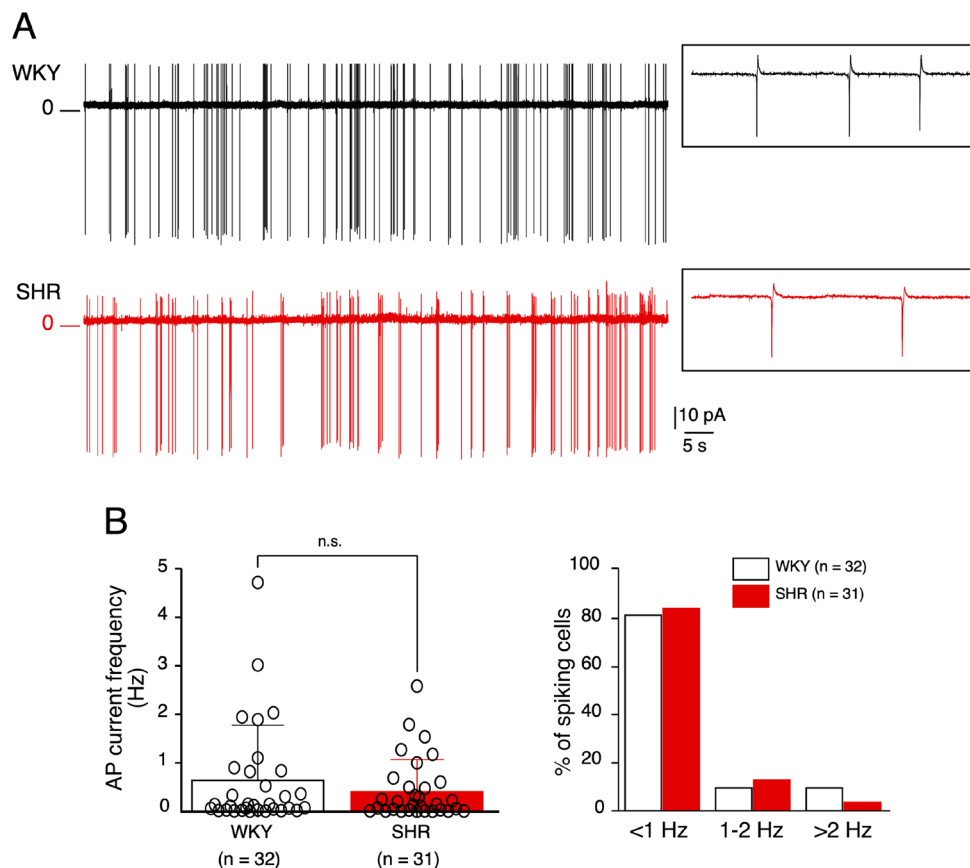 A
WKY
0
SHR
0
10 pA
5 s
B
n.s.
AP current frequency
(Hz)
5
4
3
2
1
0
WKY
SHR
(n = 32)
(n = 31)
WKY (n = 32)
SHR (n = 31)
% of spiking cells
100
80
60
40
20
0
<1 Hz
1-2 Hz
>2 Hz